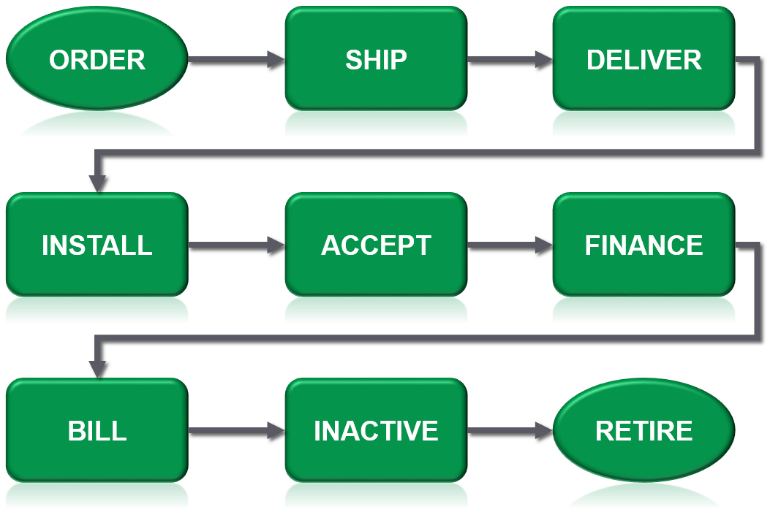 ORDER
SHIP
DELIVER
INSTALL
ACCEPT
FINANCE
BILL
INACTIVE
RETIRE